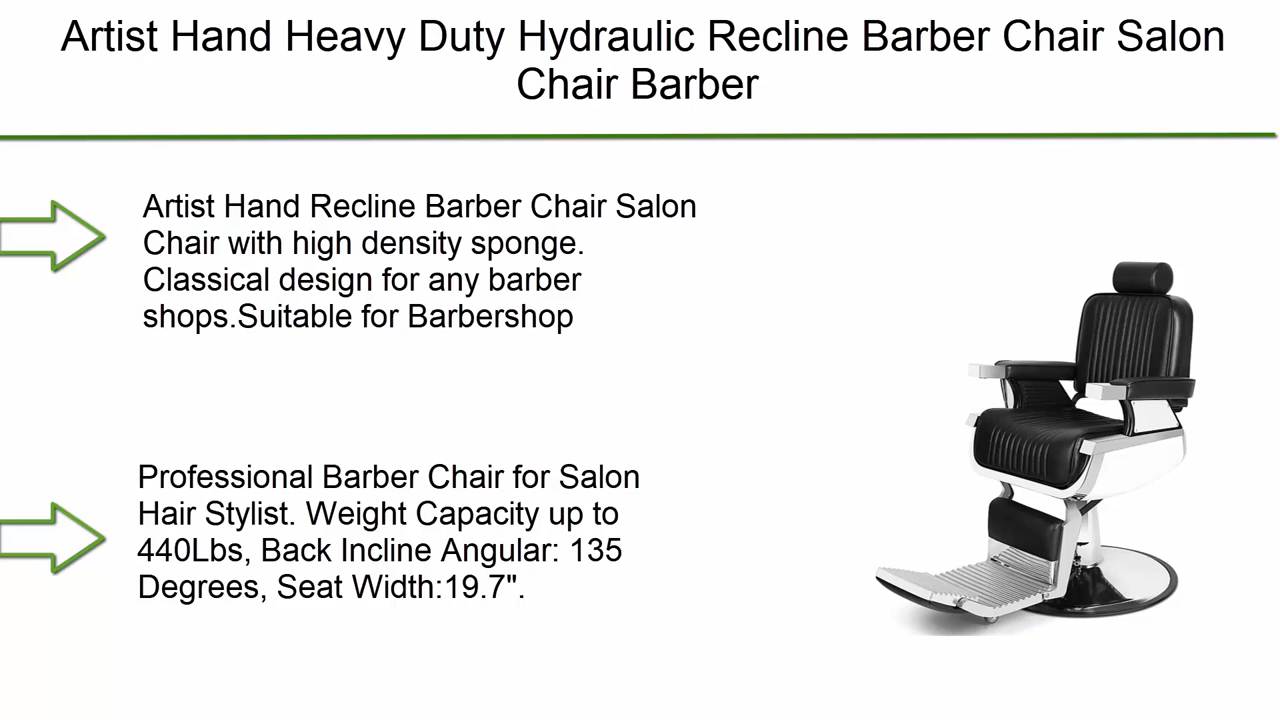 Artist Hand Heavy Duty Hydraulic Recline Barber Chair Salon
Chair Barber
Artist Hand Recline Barber Chair Salon
Chair with high density sponge.
Classical design for any barber
shops.Suitable for Barbershop
Professional Barber Chair for Salon
Hair Stylist. Weight Capacity up to
440Lbs, Back Incline Angular: 135
Degrees, Seat Width:19.7".